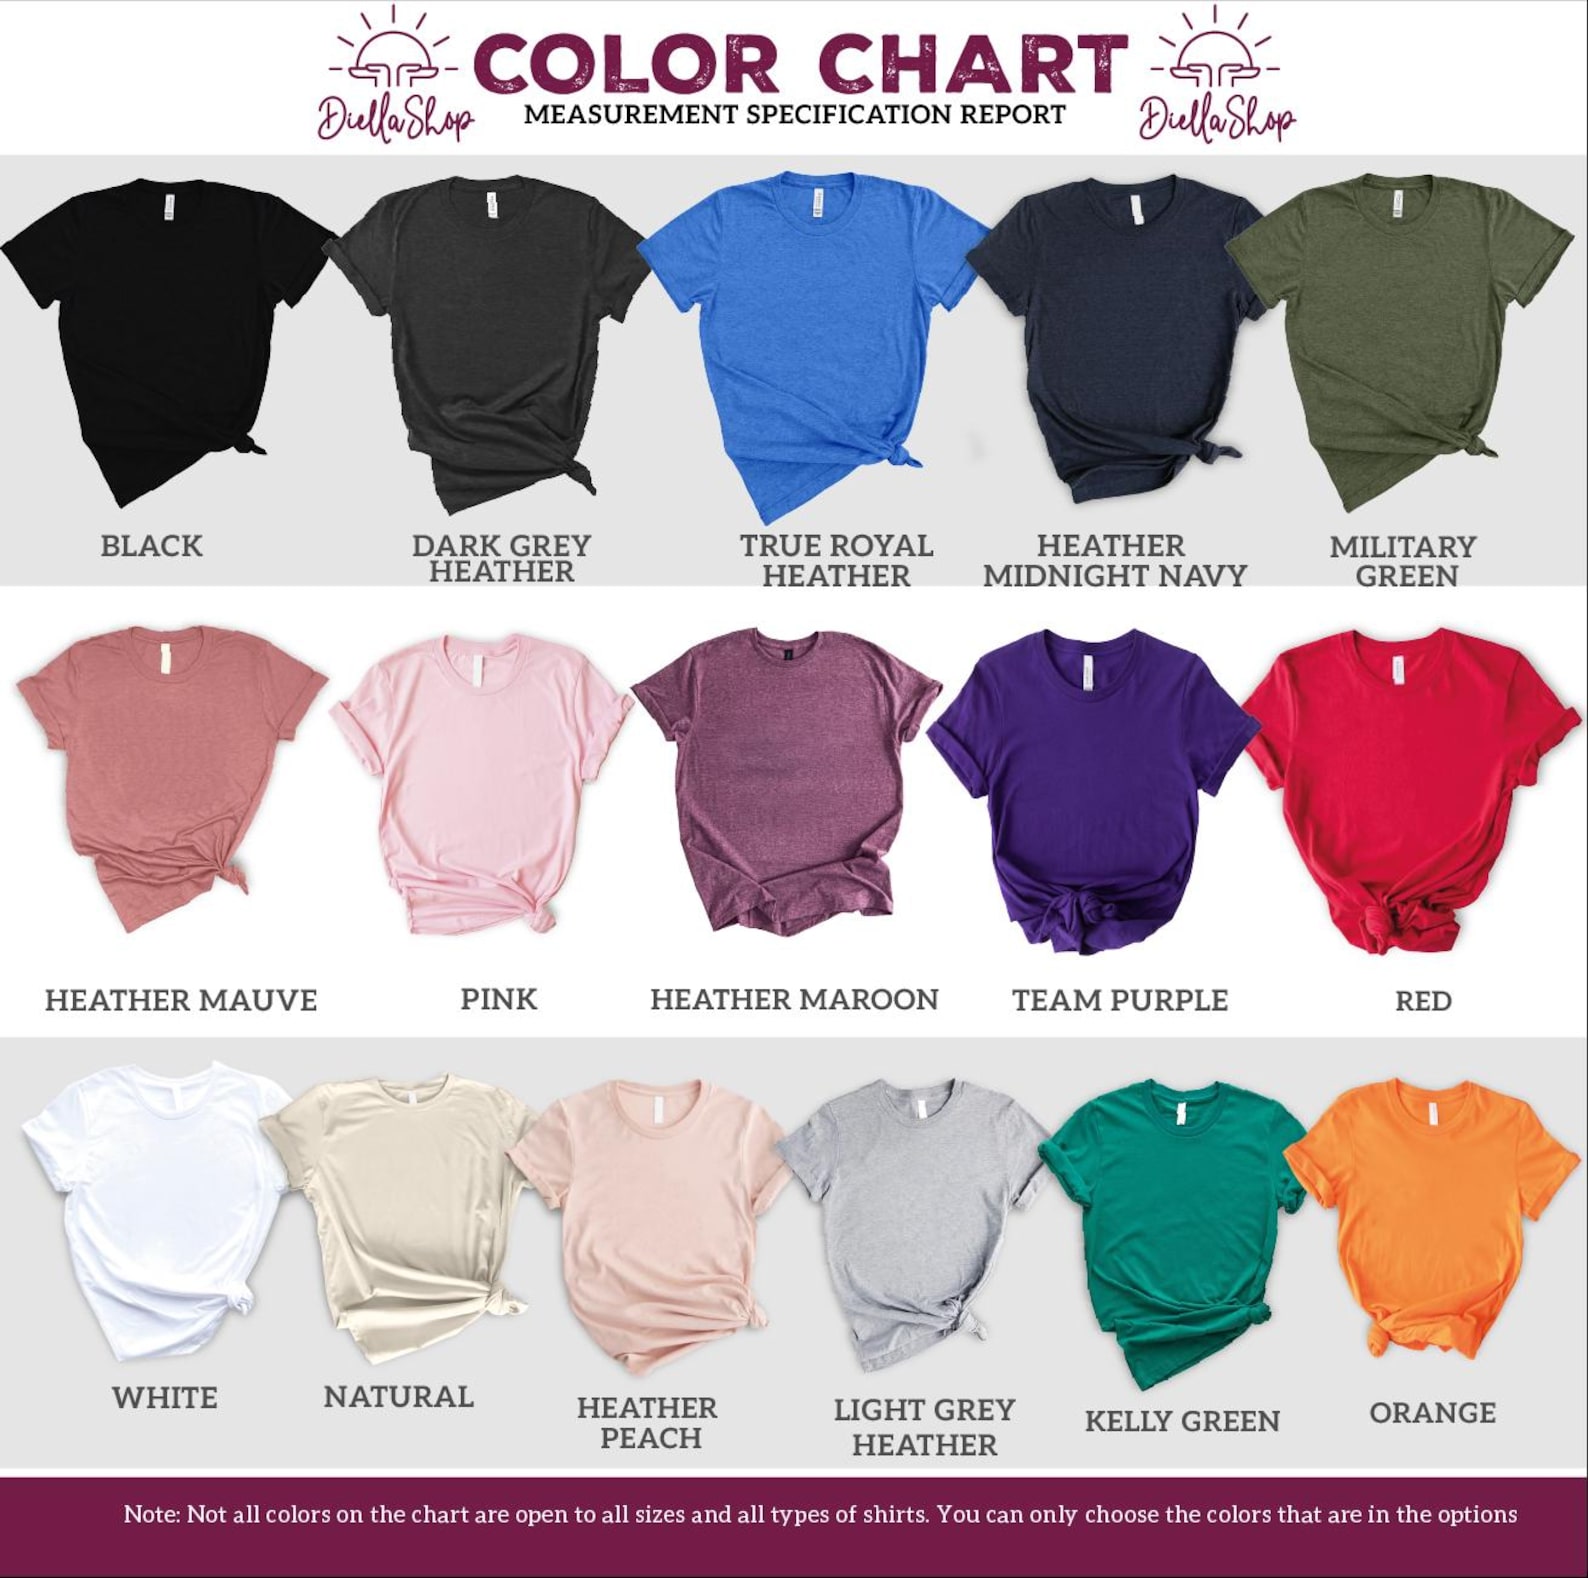 DiellaShop
COLOR CHART
MEASUREMENT SPECIFICATION REPORT
DiellaShop
BLACK
DARK GREY
HEATHER
TRUE ROYAL
HEATHER
HEATHER
MIDNIGHT NAVY
MILITARY
GREEN
HEATHER MAUVE
PINK
HEATHER MAROON
TEAM PURPLE
RED
WHITE
NATURAL
HEATHER
PEACH
LIGHT GREY
HEATHER
KELLY GREEN
ORANGE
Note: Not all colors on the chart are open to all sizes and all types of shirts. You can only choose the colors that are in the options